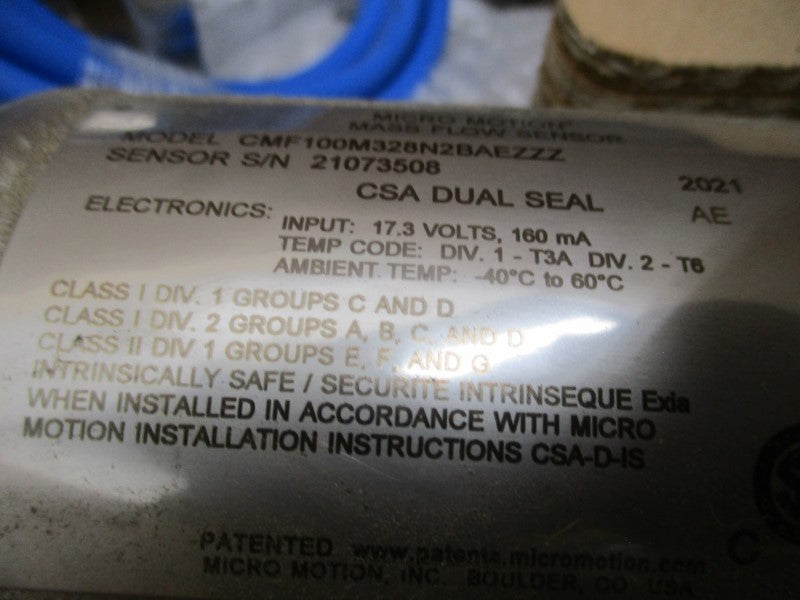 MICRO MOTION®
MASS FLOW SENSOR
MODEL CMF100M328N2BAEZZZ
SENSOR S/N 21073508
2021
CSA DUAL SEAL
AE
ELECTRONICS:
INPUT: 17.3 VOLTS, 160 mA
TEMP CODE: DIV. 1 - T3A DIV. 2 - T6
AMBIENT TEMP: -40°C to 60°C
CLASS I DIV. 1 GROUPS C AND D
CLASS I DIV. 2 GROUPS A, B, C, AND D
CLASS II DIV 1 GROUPS E, F, AND G
INTRINSICALLY SAFE / SECURITE INTRINSEQUE Exia
WHEN INSTALLED IN ACCORDANCE WITH MICRO
MOTION INSTALLATION INSTRUCTIONS CSA-D-IS
C
PATENTED www.patents.micromotion.com
MICRO MOTION, INC. BOULDER, CO USA